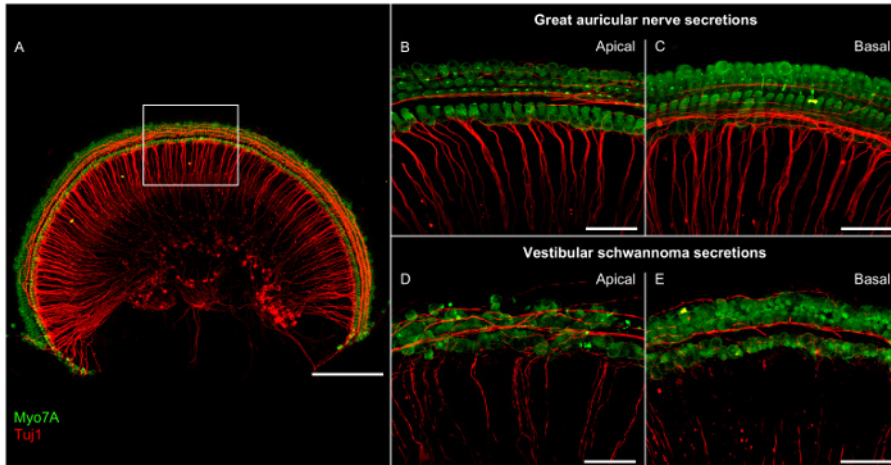 Great auricular nerve secretions
A
B
Apical
C
Basal
Vestibular schwannoma secretions
D
Apical
E
Basal
Myo7A
Tuj1